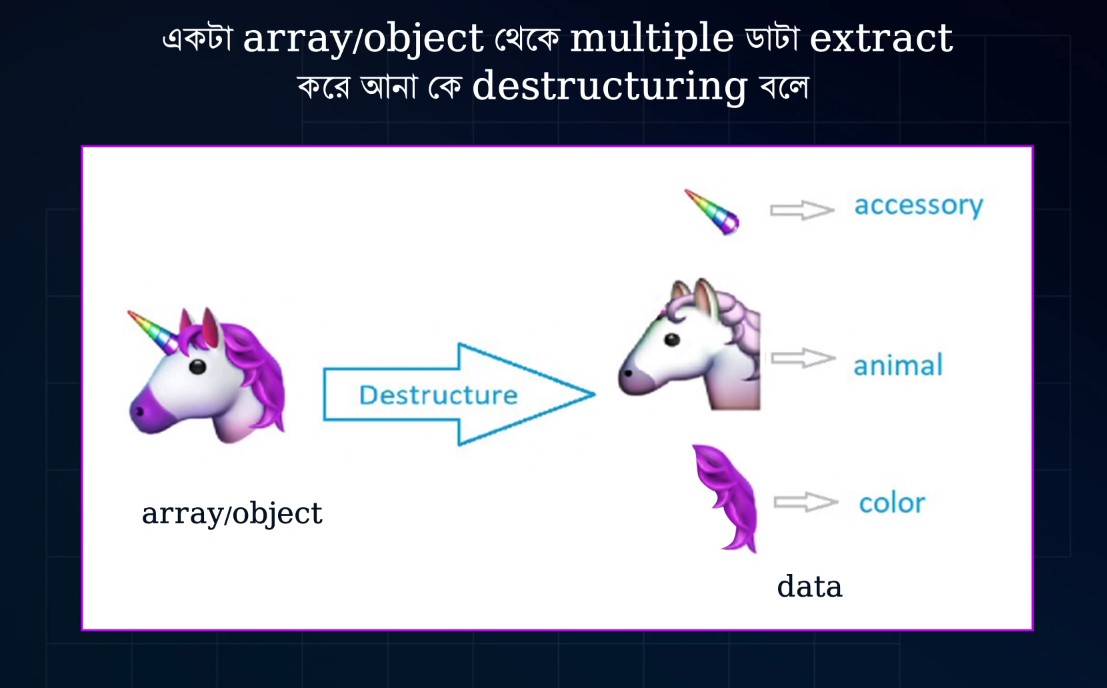 একটা array/object থেকে multiple ডাটা extract
করে আনা কে destructuring বলে
accessory
Destructure
animal
array/object
color
data